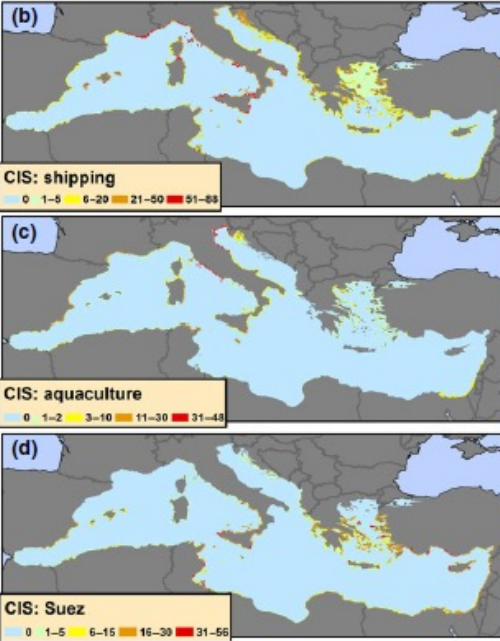 (b)
CIS: shipping
0 1–5 6–20 21–50 51–88
(c)
CIS: aquaculture
0 1–2 3–10 11–30 31–48
(d)
CIS: Suez
0 1–5 6–15 16–30 31–56